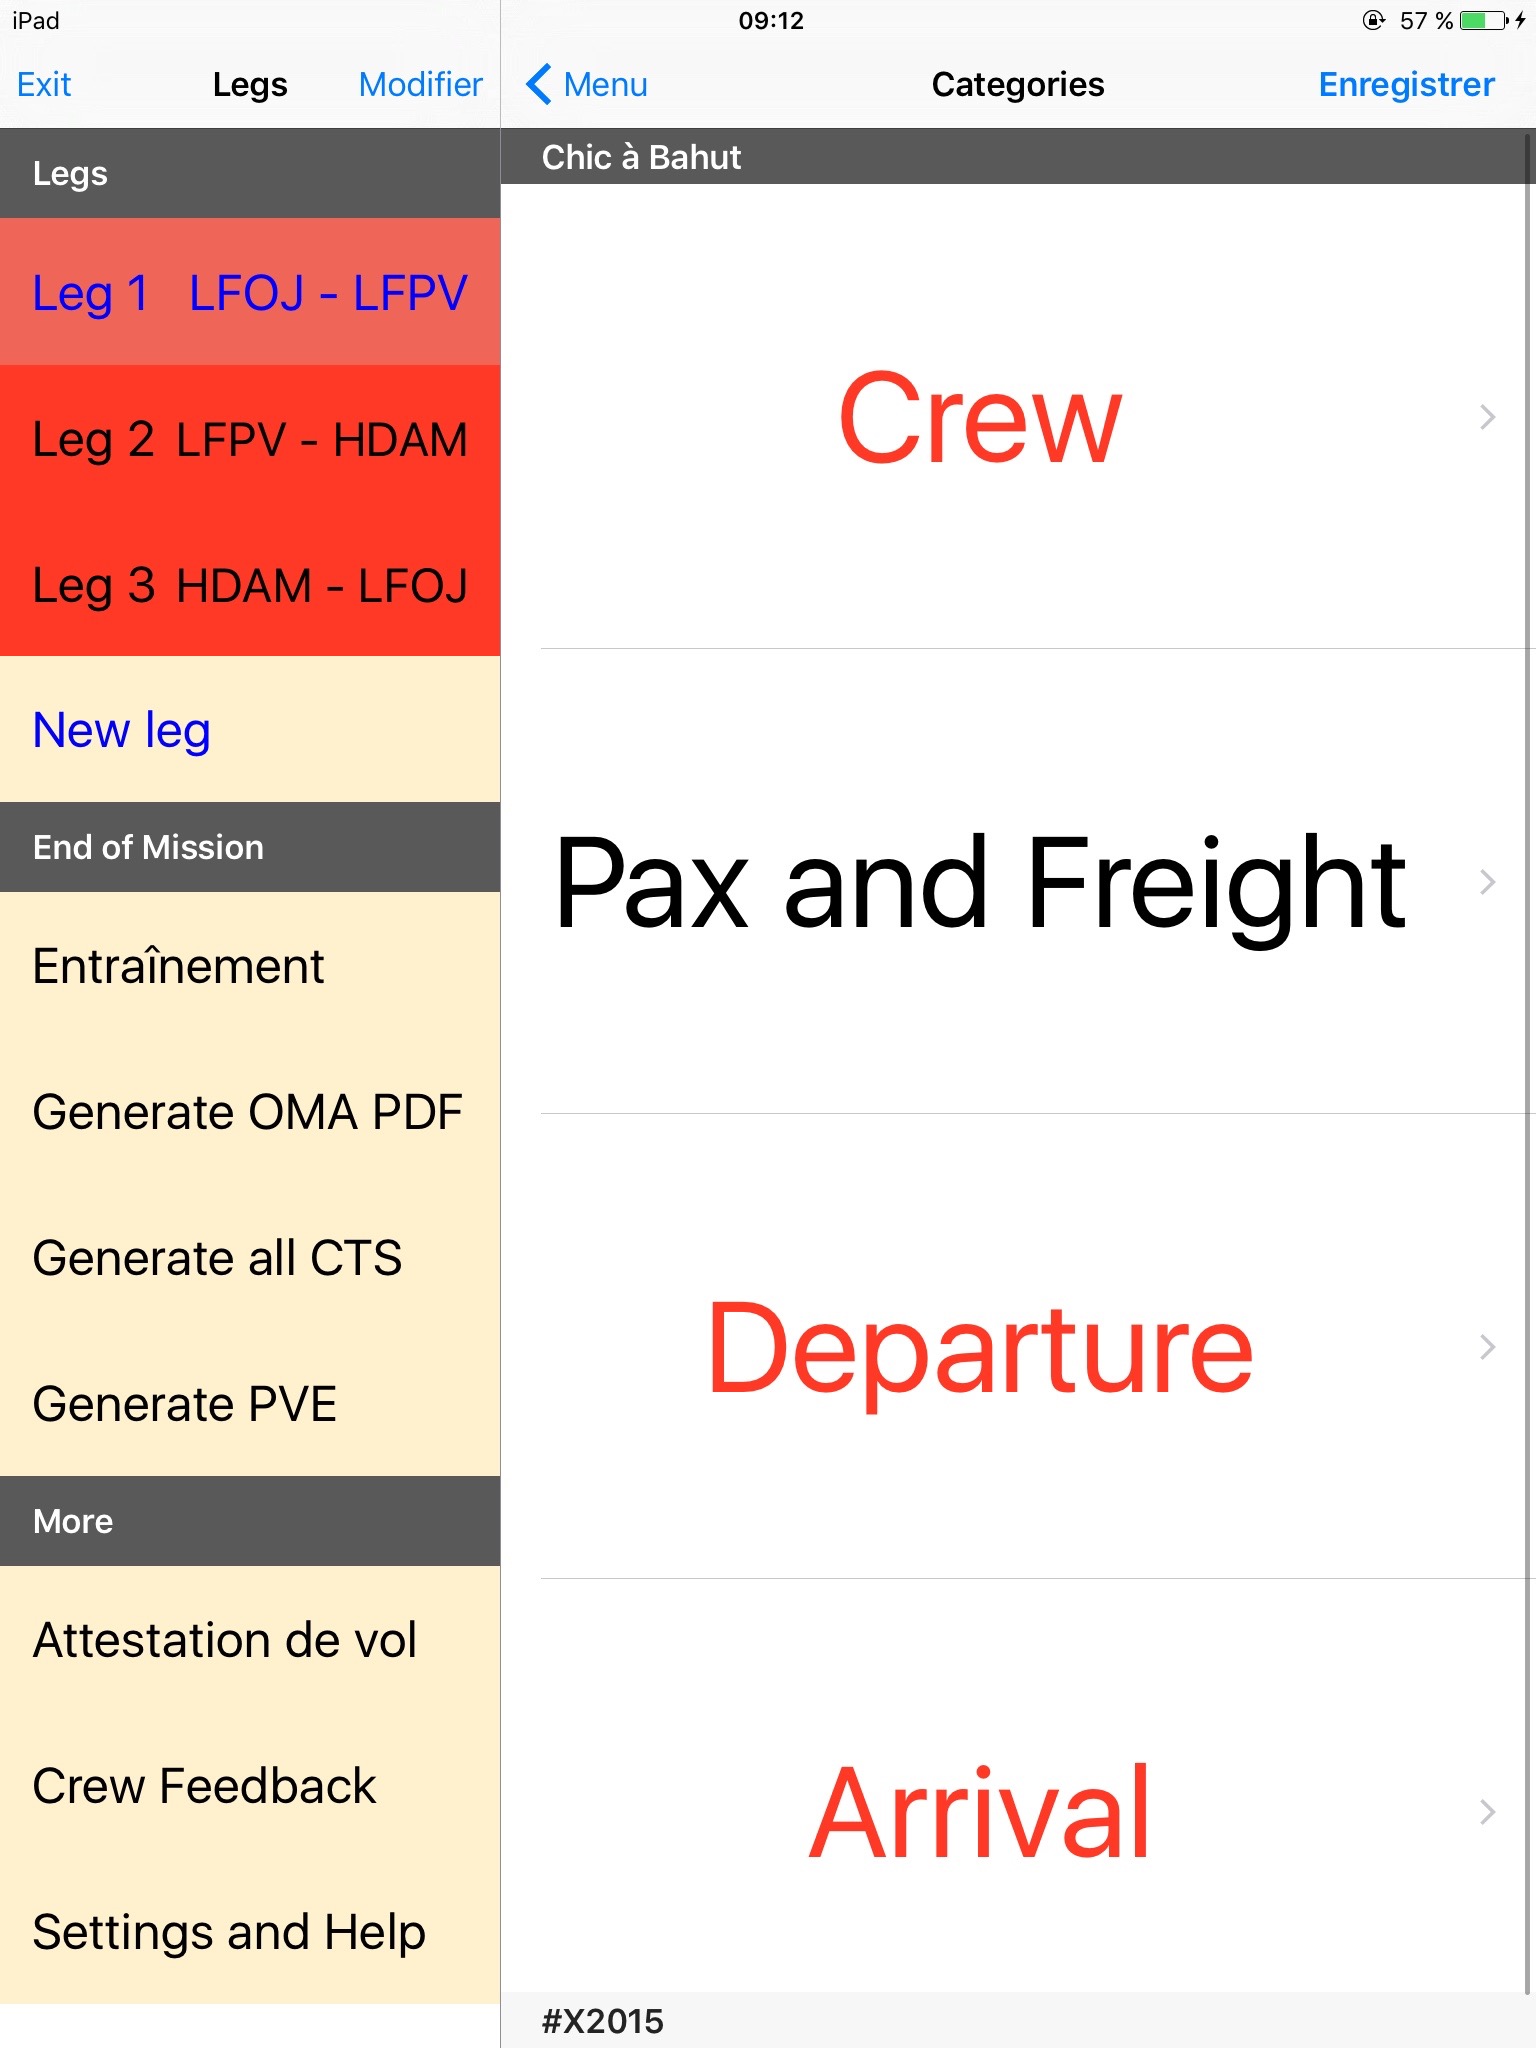 iPad
09:12
57 %
Exit
Legs
Modifier
Menu
Categories
Enregistrer
Legs
Leg 1 LFOJ - LFPV
Leg 2 LFPV - HDAM
Leg 3 HDAM - LFOJ
New leg
End of Mission
Entraînement
Generate OMA PDF
Generate all CTS
Generate PVE
More
Attestation de vol
Crew Feedback
Settings and Help
Chic à Bahut
Crew
Pax and Freight
Departure
Arrival
#X2015